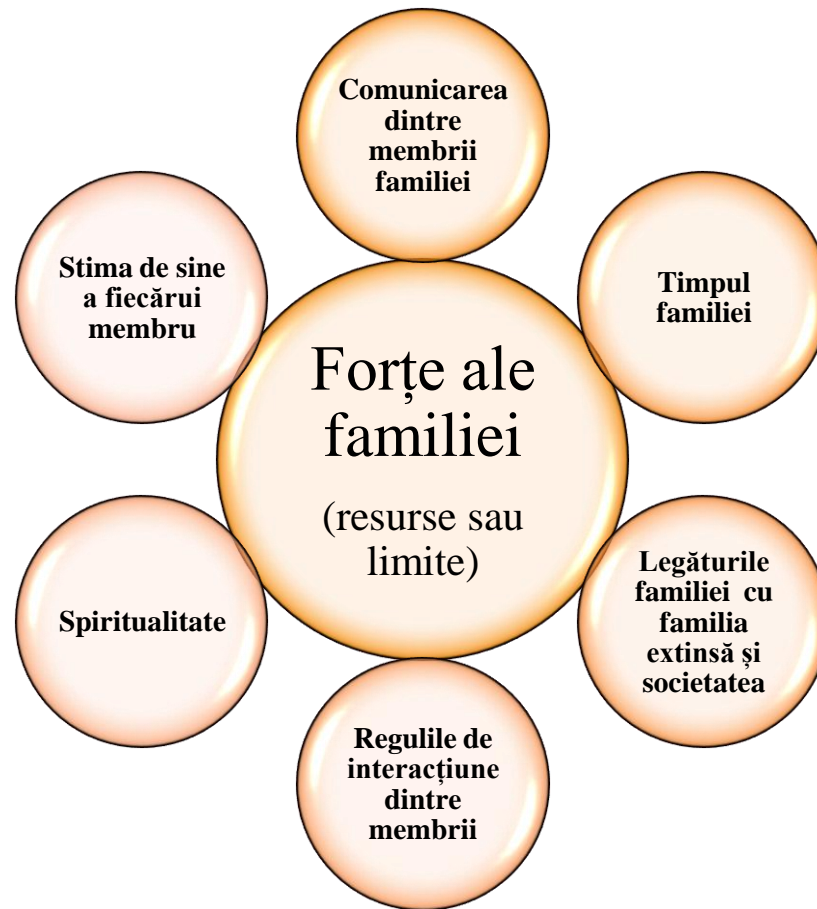 Comunicarea
dintre
membrii
familiei
Timpul
familiei
Legăturile
familiei  cu
familia
extinsă și
societatea
Regulile de
interacțiune
dintre
membrii
Spiritualitate
Stima de sine
a fiecărui
membru
Forțe ale
familiei
(resurse sau
limite)